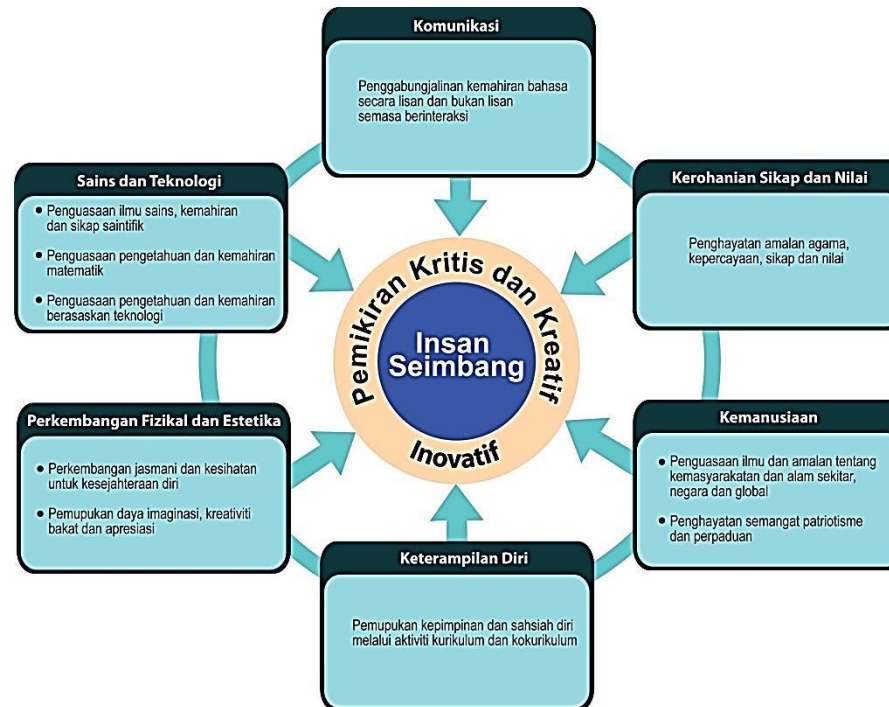 Komunikasi
Penggabungjalinan kemahiran bahasa
secara lisan dan bukan lisan
semasa berinteraksi
Sains dan Teknologi
• Penguasaan ilmu sains, kemahiran
dan sikap saintifik
• Penguasaan pengetahuan dan kemahiran
matematik
• Penguasaan pengetahuan dan kemahiran
berasaskan teknologi
Kerohanian Sikap dan Nilai
Penghayatan amalan agama,
kepercayaan, sikap dan nilai
Pemikiran Kritis dan Kreatif
Insan
Seimbang
Inovatif
Perkembangan Fizikal dan Estetika
• Perkembangan jasmani dan kesihatan
untuk kesejahteraan diri
• Pemupukan daya imaginasi, kreativiti
bakat dan apresiasi
Kemanusiaan
• Penguasaan ilmu dan amalan tentang
kemasyarakatan dan alam sekitar,
negara dan global
• Penghayatan semangat patriotisme
dan perpaduan
Keterampilan Diri
Pemupukan kepimpinan dan sahsiah diri
melalui aktiviti kurikulum dan kokurikulum